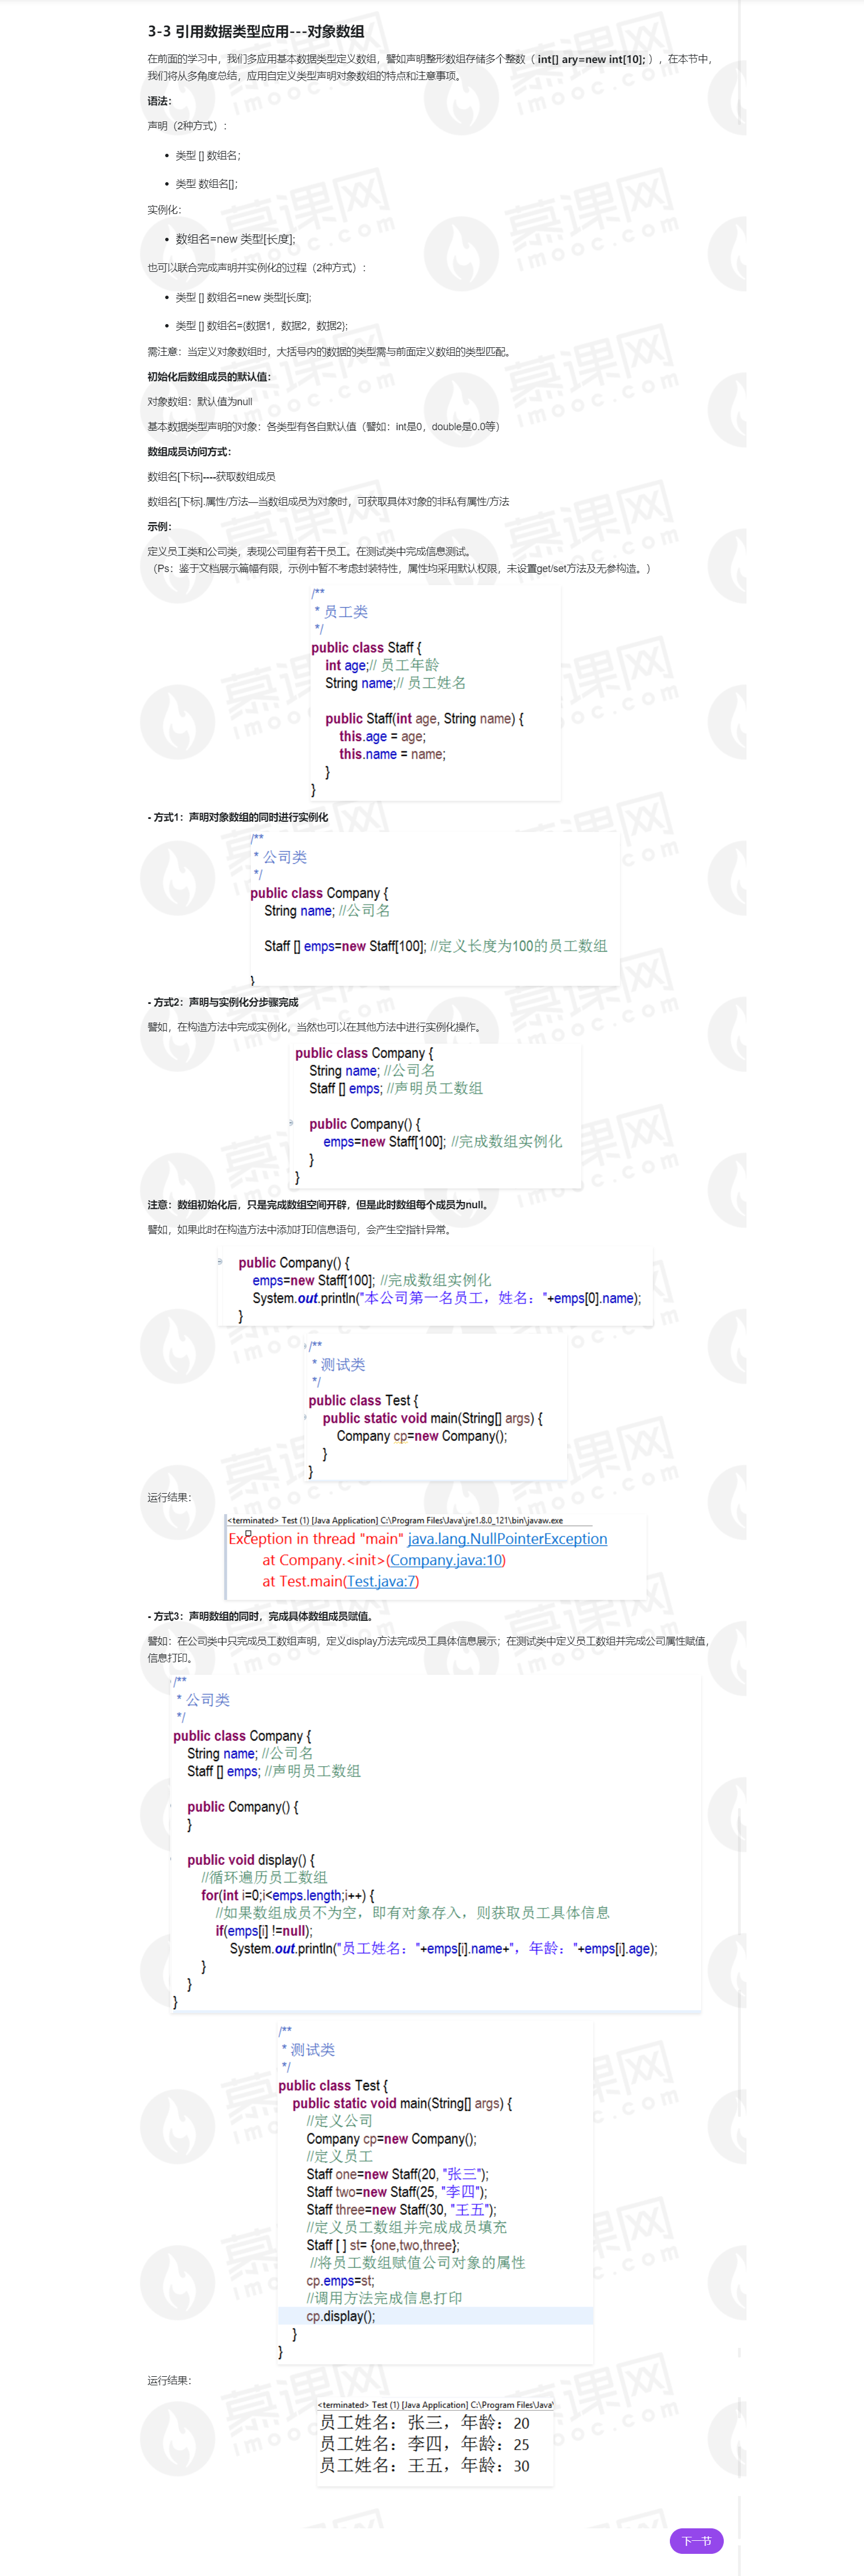 3-3 引用数据类型应用---对象数组
在前面的学习中，我们多应用基本数据类型定义数组，譬如声明整形数组存储多个整数（ int[] ary=new int[10]; ），在本节中，
我们将从多角度总结，应用自定义类型声明对象数组的特点和注意事项。
语法：
声明（2种方式）：
• 类型 [] 数组名；
• 类型 数组名[]；
实例化：
• 数组名=new 类型[长度];
也可以联合完成声明并实例化的过程（2种方式）：
• 类型 [] 数组名=new 类型[长度];
• 类型 [] 数组名={数据1，数据2，数据2};
需注意：当定义对象数组时，大括号内的数据的类型需与前面定义数组的类型匹配。
初始化后数组成员的默认值：
对象数组：默认值为null
基本数据类型声明的对象：各类型有各自默认值（譬如：int是0，double是0.0等）
数组成员访问方式：
数组名[下标]----获取数组成员
数组名[下标].属性/方法—当数组成员为对象时，可获取具体对象的非私有属性/方法
示例：
定义员工类和公司类，表现公司里有若干员工。在测试类中完成信息测试。
（Ps：鉴于文档展示篇幅有限，示例中暂不考虑封装特性，属性均采用默认权限，未设置get/set方法及无参构造。）
/**
* 员工类
*/
public class Staff {
int age;// 员工年龄
String name;// 员工姓名
public Staff(int age, String name) {
this.age = age;
this.name = name;
}
}
- 方式1：声明对象数组的同时进行实例化
/**
* 公司类
*/
public class Company {
String name; //公司名
Staff [] emps=new Staff[100]; //定义长度为100的员工数组
}
- 方式2：声明与实例化分步骤完成
譬如，在构造方法中完成实例化，当然也可以在其他方法中进行实例化操作。
public class Company {
String name; //公司名
Staff [] emps; //声明员工数组
public Company() {
emps=new Staff[100]; //完成数组实例化
}
}
注意：数组初始化后，只是完成数组空间开辟，但是此时数组每个成员为null。
譬如，如果此时在构造方法中添加打印信息语句，会产生空指针异常。
public Company() {
emps=new Staff[100]; //完成数组实例化
System.out.println("本公司第一名员工，姓名："+emps[0].name);
}
/**
* 测试类
*/
public class Test {
public static void main(String[] args) {
Company cp=new Company();
}
}
运行结果：
<terminated> Test (1) [Java Application] C:\Program Files\Java\jre1.8.0_121\bin\javaw.exe
Exception in thread "main" java.lang.NullPointerException
at Company.<init>(Company.java:10)
at Test.main(Test.java:7)
- 方式3：声明数组的同时，完成具体数组成员赋值。
譬如：在公司类中只完成员工数组声明，定义display方法完成员工具体信息展示；在测试类中定义员工数组并完成公司属性赋值，
信息打印。
/**
* 公司类
*/
public class Company {
String name; //公司名
Staff [] emps; //声明员工数组
public Company() {
}
public void display() {
//循环遍历员工数组
for(int i=0;i<emps.length;i++) {
//如果数组成员不为空，即有对象存入，则获取员工具体信息
if(emps[i] !=null);
System.out.println("员工姓名："+emps[i].name+"，年龄："+emps[i].age);
}
}
}
/**
* 测试类
*/
public class Test {
public static void main(String[] args) {
//定义公司
Company cp=new Company();
//定义员工
Staff one=new Staff(20, "张三");
Staff two=new Staff(25, "李四");
Staff three=new Staff(30, "王五");
//定义员工数组并完成成员填充
Staff [ ] st= {one,two,three};
//将员工数组赋值公司对象的属性
cp.emps=st;
//调用方法完成信息打印
cp.display();
}
}
运行结果：
<terminated> Test (1) [Java Application] C:\Program Files\Java\
员工姓名：张三，年龄：20
员工姓名：李四，年龄：25
员工姓名：王五，年龄：30
下一节